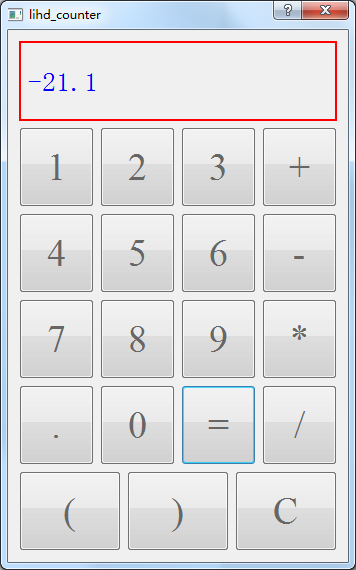 lihd_counter
-21.1
1 2 3 +
4 5 6 -
7 8 9 *
. 0 = /
( ) C